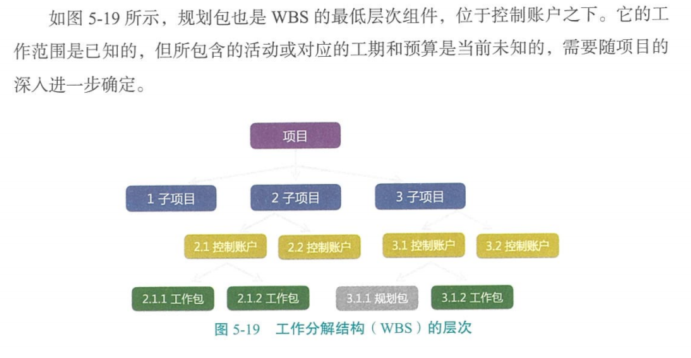 如图 5-19 所示，规划包也是 WBS 的最低层次组件，位于控制账户之下。它的工
作范围是已知的，但所包含的活动或对应的工期和预算是当前未知的，需要随项目的
深入进一步确定。
项目
1 子项目
2 子项目
3 子项目
2.1 控制账户
2.2 控制账户
3.1 控制账户
3.2 控制账户
2.1.1 工作包
2.1.2 工作包
3.1.1 规划包
3.1.2 工作包
图 5-19 工作分解结构（WBS）的层次